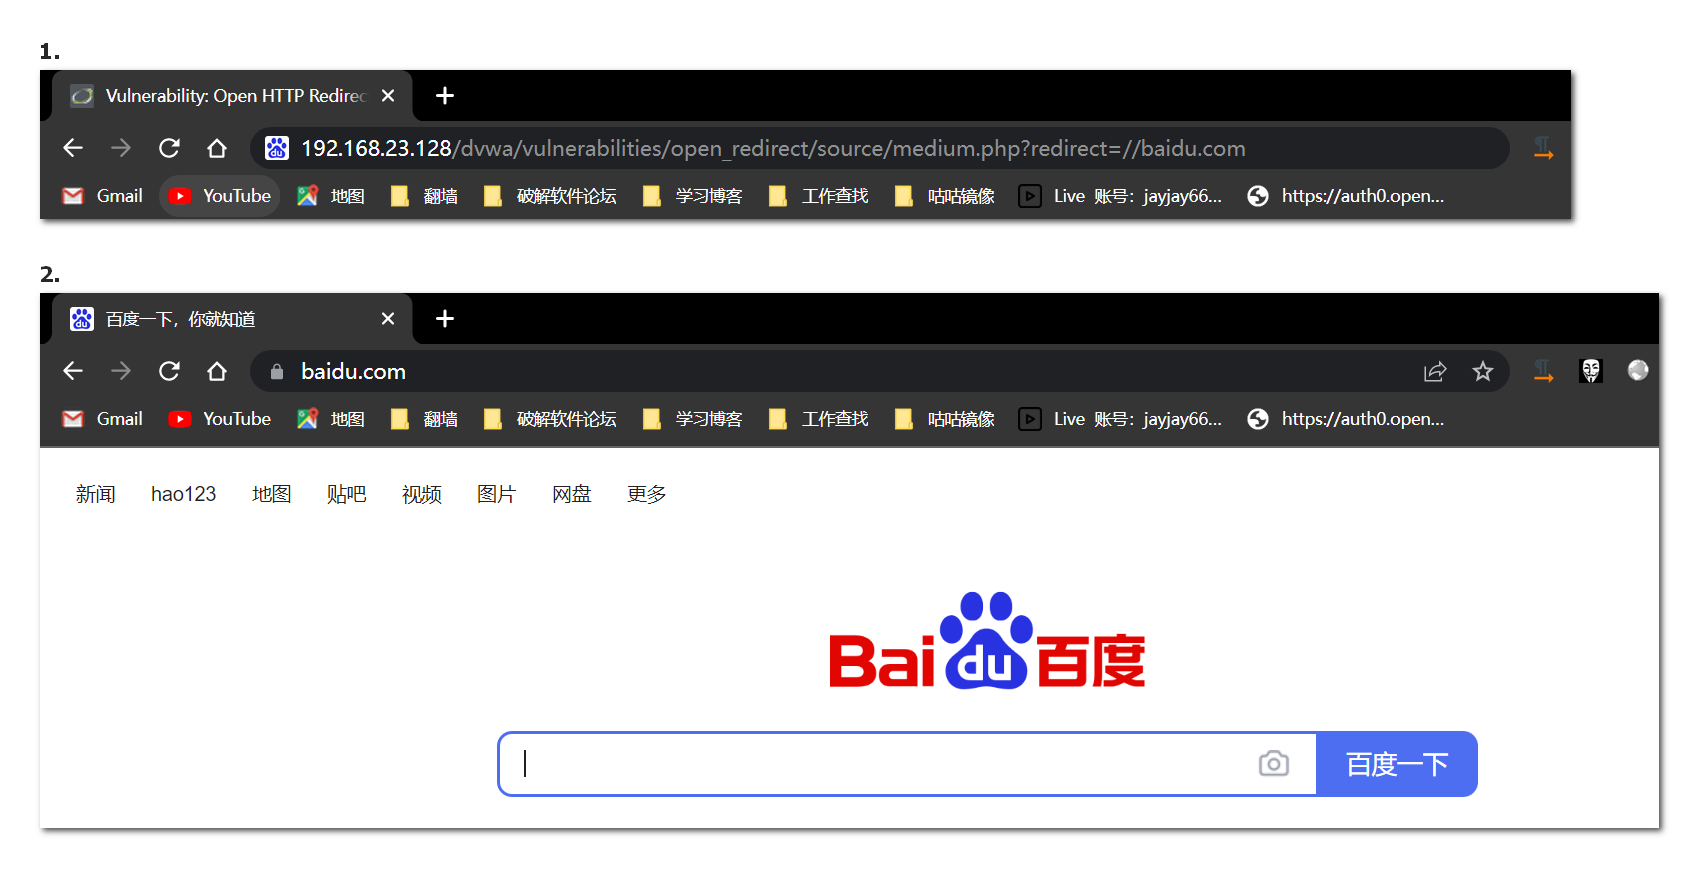 1.
Vulnerability: Open HTTP Redirec
192.168.23.128/dvwa/vulnerabilities/open_redirect/source/medium.php?redirect=//baidu.com
Gmail YouTube 地图 翻墙 破解软件论坛 学习博客 工作查找 咕咕镜像 Live 账号：jayjay66... https://auth0.open...
2.
百度一下，你就知道
baidu.com
Gmail YouTube 地图 翻墙 破解软件论坛 学习博客 工作查找 咕咕镜像 Live 账号：jayjay66... https://auth0.open...
新闻 hao123 地图 贴吧 视频 图片 网盘 更多
Bai du 百度
百度一下